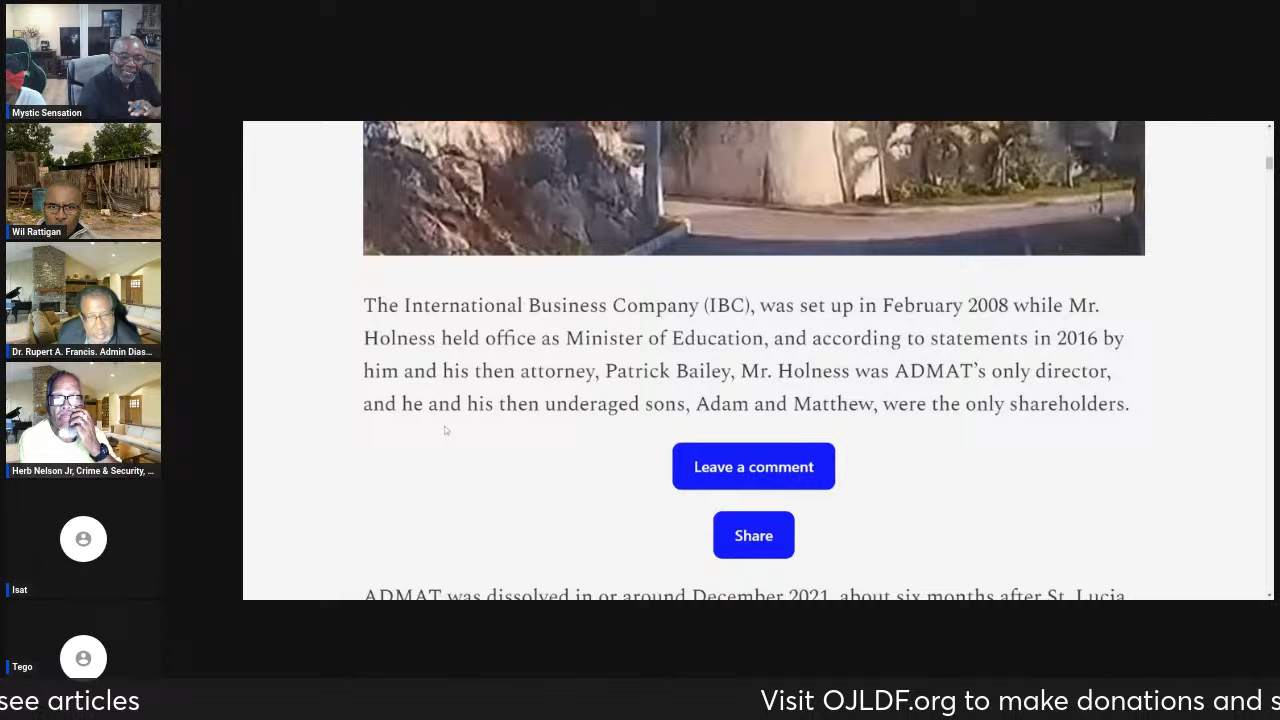 Mystic Sensation
Wil Rattigan
Dr. Rupert A. Francis. Admin Dias...
Herb Nelson Jr, Crime & Security, ...
Isat
Tego
The International Business Company (IBC), was set up in February 2008 while Mr.
Holness held office as Minister of Education, and according to statements in 2016 by
him and his then attorney, Patrick Bailey, Mr. Holness was ADMAT’s only director,
and he and his then underaged sons, Adam and Matthew, were the only shareholders.
Leave a comment
Share
ADMAT was dissolved in or around December 2021, about six months after St. Lucia
see articles
Visit OJLDF.org to make donations and s